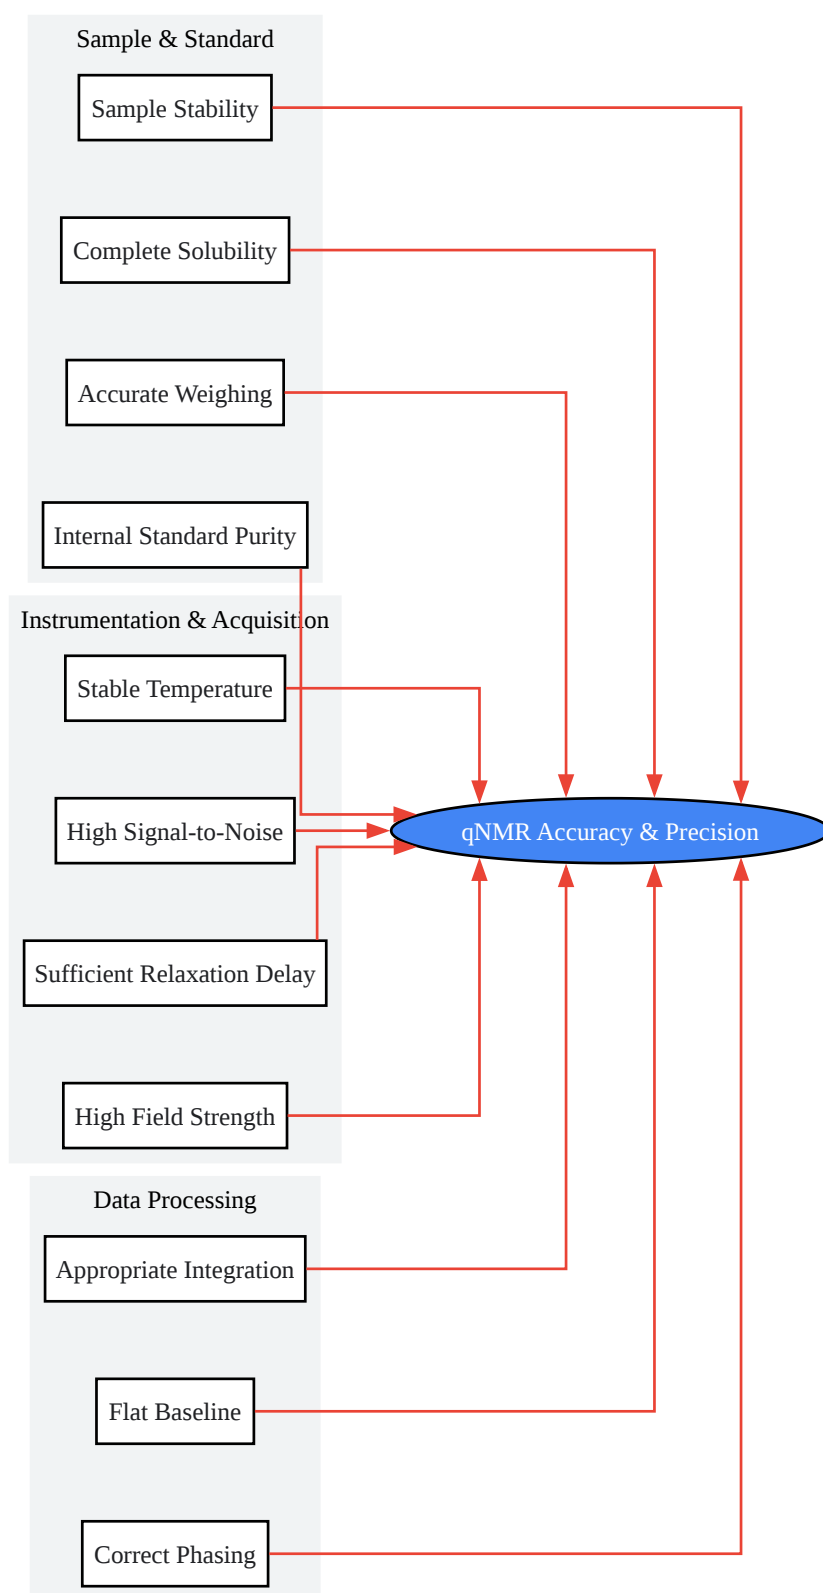 Sample & Standard
Sample Stability
Complete Solubility
Accurate Weighing
Internal Standard Purity
Instrumentation & Acquisition
Stable Temperature
High Signal-to-Noise
qNMR Accuracy & Precision
Sufficient Relaxation Delay
High Field Strength
Data Processing
Appropriate Integration
Flat Baseline
Correct Phasing